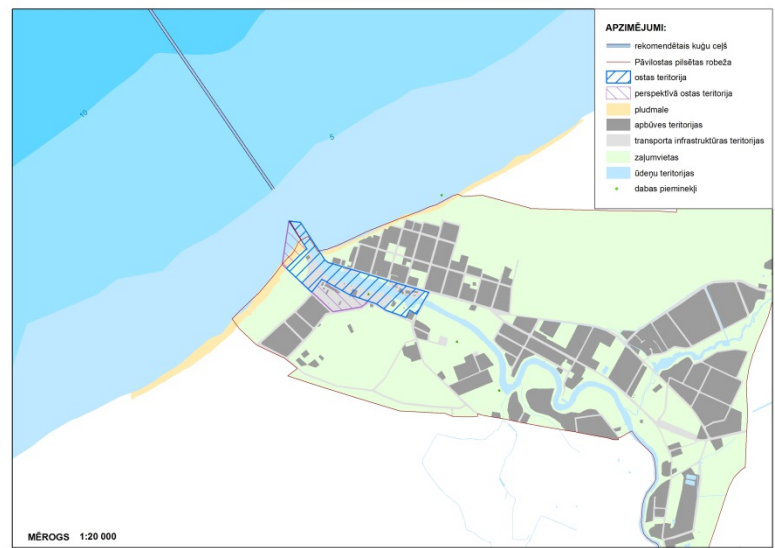 APZIMĒJUMI:
rekomendētais kuģu ceļš
Pāvilostas pilsētas robeža
ostas teritorija
perspektīvā ostas teritorija
pludmale
apbūves teritorijas
transporta infrastruktūras teritorijas
zaļumvietas
ūdeņu teritorijas
dabas pieminekļi
10
5
MĒROGS 1:20 000